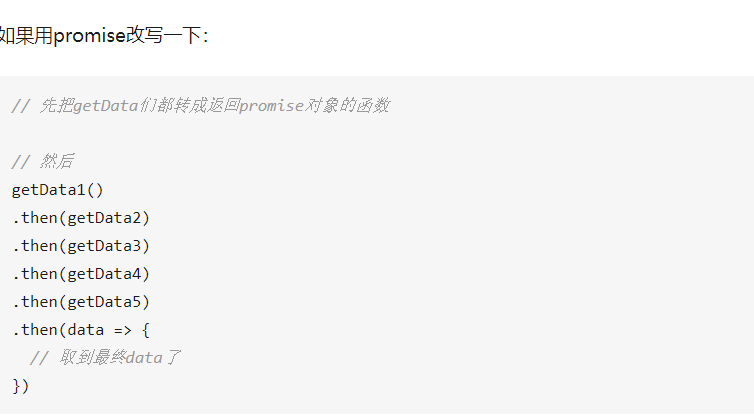 如果用promise改写一下：
// 先把getData们都转成返回promise对象的函数
// 然后
getData1()
.then(getData2)
.then(getData3)
.then(getData4)
.then(getData5)
.then(data => {
// 取到最终data了
})